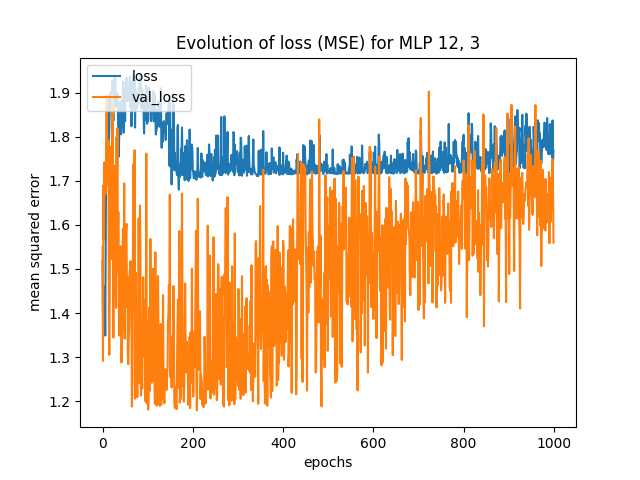 Evolution of loss (MSE) for MLP 12, 3
loss
val_loss
1.9
1.8
1.7
1.6
1.5
1.4
1.3
1.2
mean squared error
0
200
400
600
800
1000
epochs